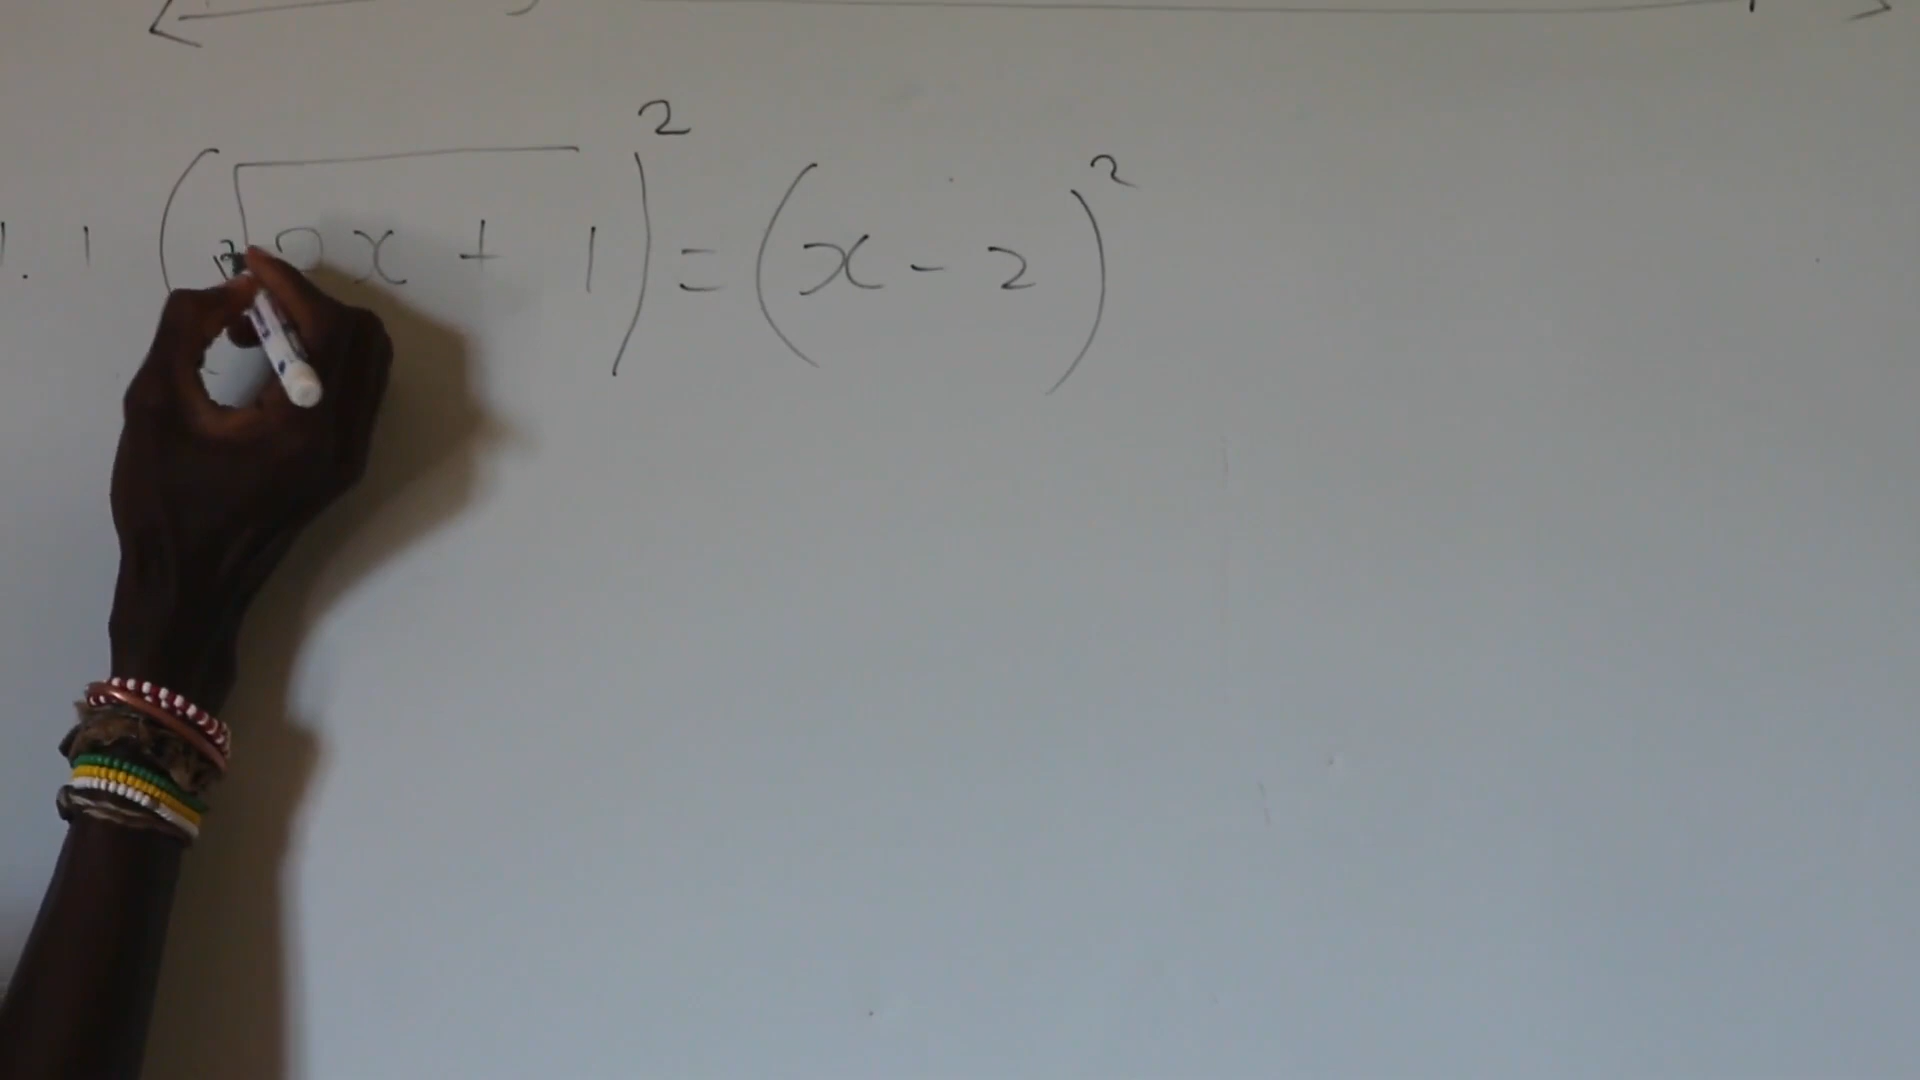 1.1 (√2x + 1)² = (x - 2)²